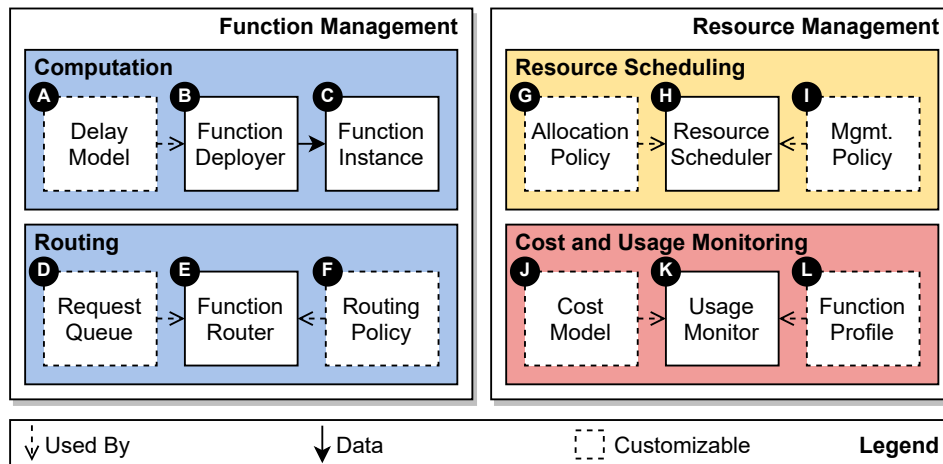 Function Management
Computation
A
Delay
Model
B
Function
Deployer
C
Function
Instance
Routing
D
Request
Queue
E
Function
Router
F
Routing
Policy
Resource Management
Resource Scheduling
G
Allocation
Policy
H
Resource
Scheduler
I
Mgmt.
Policy
Cost and Usage Monitoring
J
Cost
Model
K
Usage
Monitor
L
Function
Profile
Used By
Data
Customizable
Legend